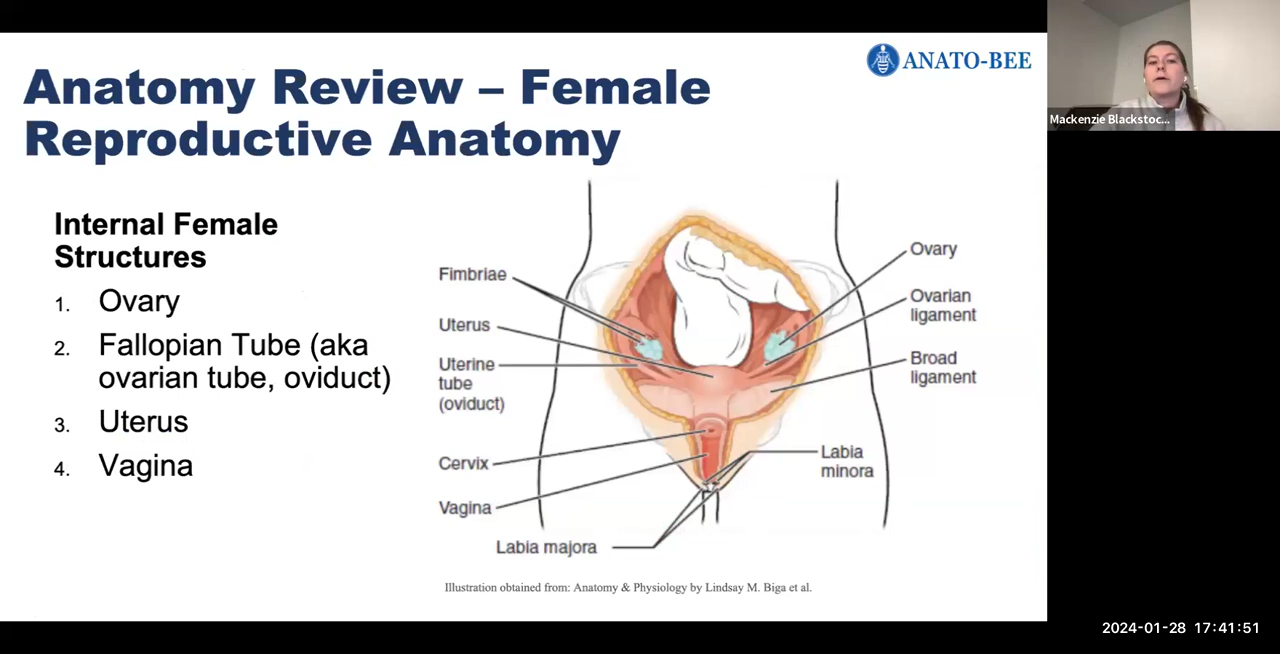 ANATO-BEE
Anatomy Review – Female
Reproductive Anatomy
Mackenzie Blackstoc...
Internal Female
Structures
1. Ovary
2. Fallopian Tube (aka
ovarian tube, oviduct)
3. Uterus
4. Vagina
Fimbriae
Uterus
Uterine
tube
(oviduct)
Cervix
Vagina
Labia majora
Ovary
Ovarian
ligament
Broad
ligament
Labia
minora
Illustration obtained from: Anatomy & Physiology by Lindsay M. Biga et al.
2024-01-28 17:41:51